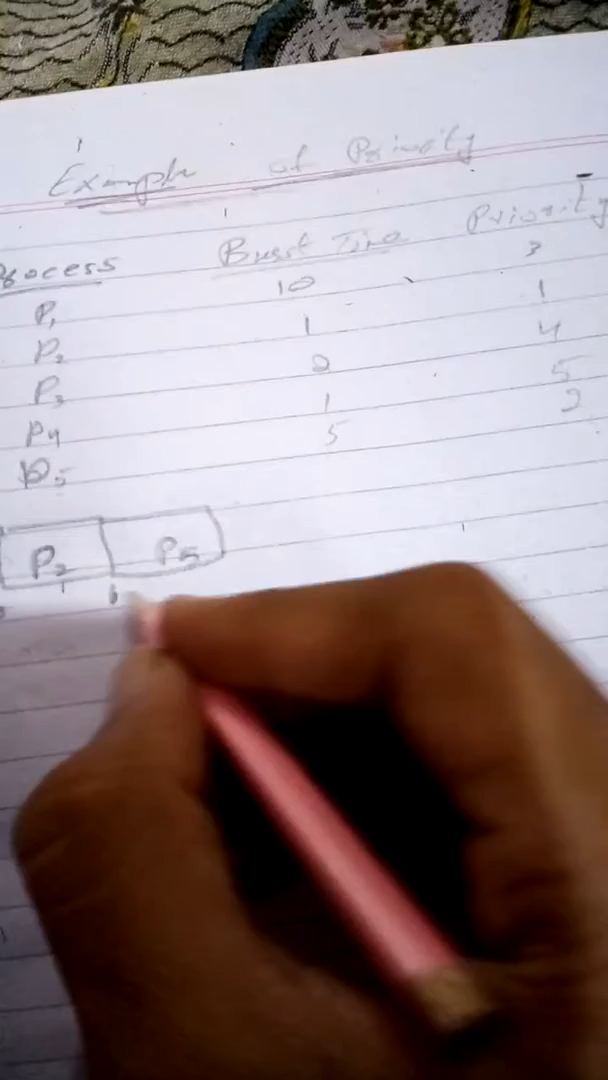 Example of Priority
Process Burst Time Priority
P1 10 3
P2 1 1
P3 2 4
P4 1 5
P5 5 2
P2 P5
0 1